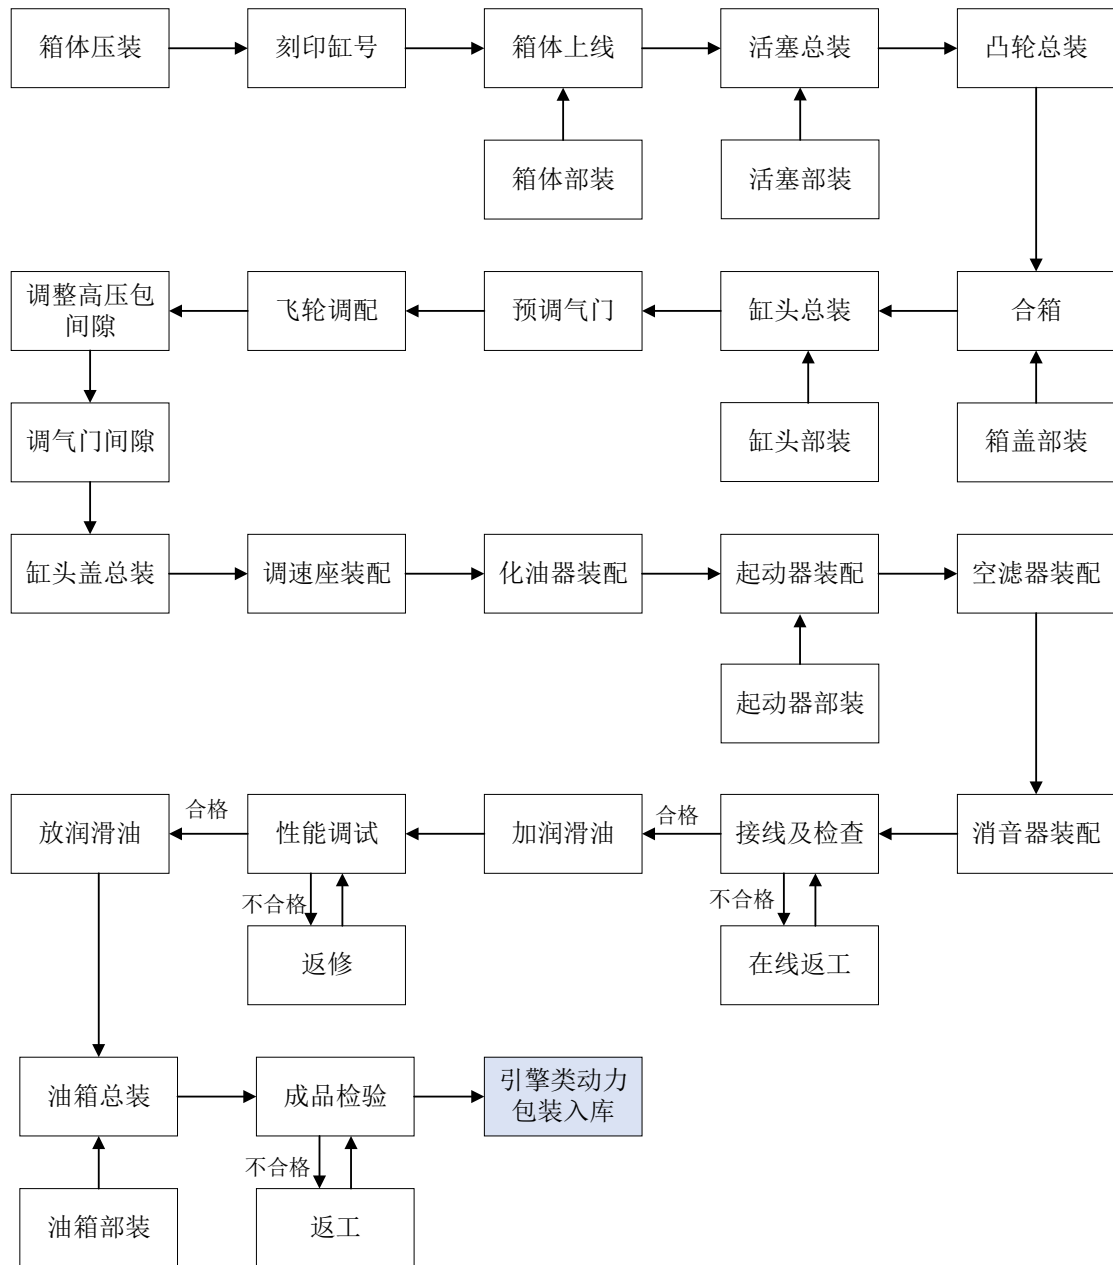 箱体压装
刻印缸号
箱体上线
活塞总装
凸轮总装
箱体部装
活塞部装
调整高压包
间隙
飞轮调配
预调气门
缸头总装
合箱
调气门间隙
缸头部装
箱盖部装
缸头盖总装
调速座装配
化油器装配
起动器装配
空滤器装配
起动器部装
放润滑油
合格
性能调试
加润滑油
合格
接线及检查
消音器装配
不合格
不合格
返修
在线返工
油箱总装
成品检验
引擎类动力
包装入库
不合格
油箱部装
返工